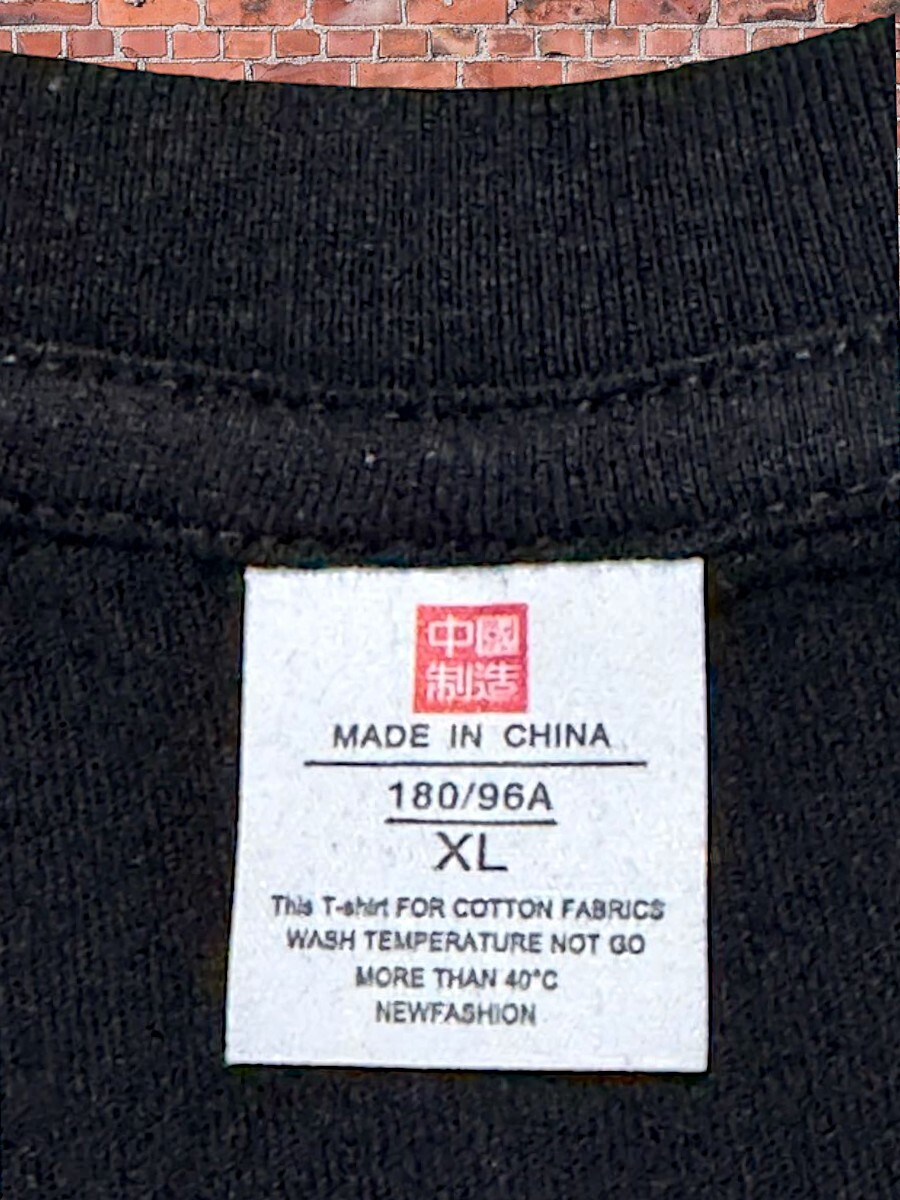 中國
制造
MADE IN CHINA
180/96A
XL
This T-shirt FOR COTTON FABRICS
WASH TEMPERATURE NOT GO
MORE THAN 40°C
NEWFASHION